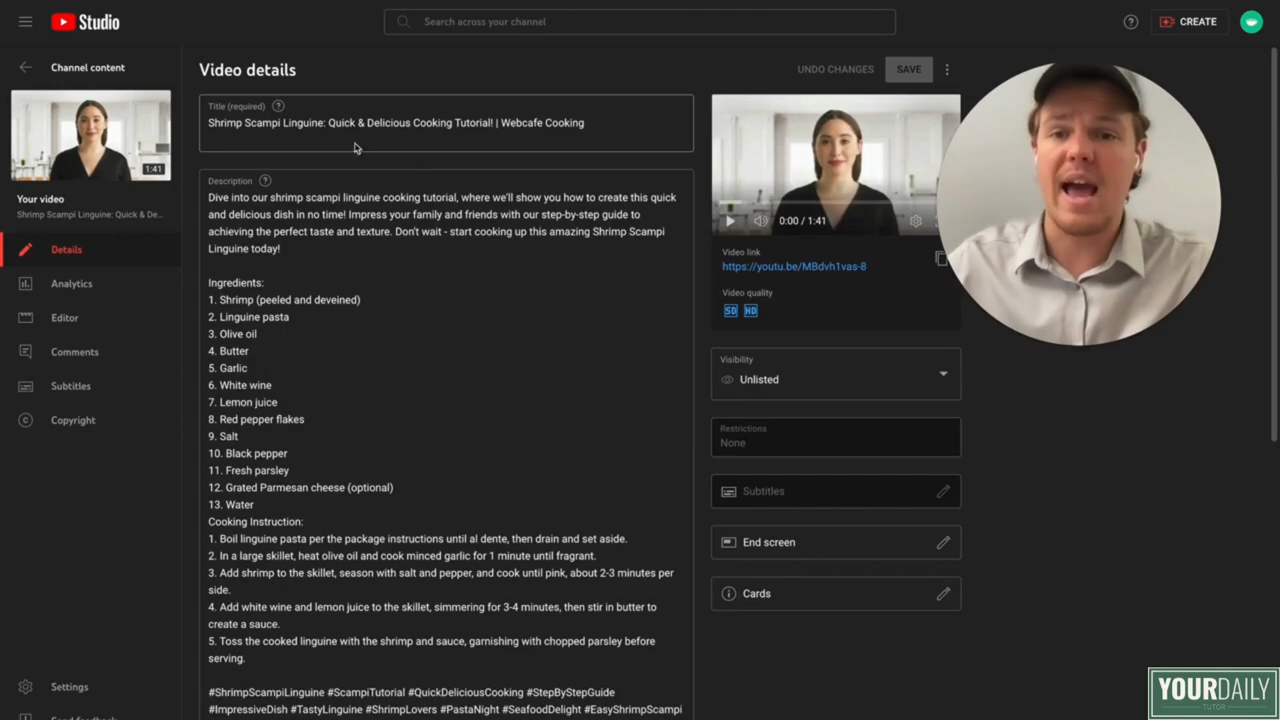 Studio
Search across your channel
CREATE
Channel content
1:41
Your video
Shrimp Scampi Linguine: Quick & De...
Details
Analytics
Editor
Comments
Subtitles
Copyright
Settings
Send feedback
Video details
UNDO CHANGES
SAVE
Title (required)
Shrimp Scampi Linguine: Quick & Delicious Cooking Tutorial! | Webcafe Cooking
Description
Dive into our shrimp scampi linguine cooking tutorial, where we'll show you how to create this quick
and delicious dish in no time! Impress your family and friends with our step-by-step guide to
achieving the perfect taste and texture. Don't wait - start cooking up this amazing Shrimp Scampi
Linguine today!
Ingredients:
1. Shrimp (peeled and deveined)
2. Linguine pasta
3. Olive oil
4. Butter
5. Garlic
6. White wine
7. Lemon juice
8. Red pepper flakes
9. Salt
10. Black pepper
11. Fresh parsley
12. Grated Parmesan cheese (optional)
13. Water
Cooking Instruction:
1. Boil linguine pasta per the package instructions until al dente, then drain and set aside.
2. In a large skillet, heat olive oil and cook minced garlic for 1 minute until fragrant.
3. Add shrimp to the skillet, season with salt and pepper, and cook until pink, about 2-3 minutes per
side.
4. Add white wine and lemon juice to the skillet, simmering for 3-4 minutes, then stir in butter to
create a sauce.
5. Toss the cooked linguine with the shrimp and sauce, garnishing with chopped parsley before
serving.
#ShrimpScampiLinguine #ScampiTutorial #QuickDeliciousCooking #StepByStepGuide
#ImpressiveDish #TastyLinguine #ShrimpLovers #PastaNight #SeafoodDelight #EasyShrimpScampi
0:00 / 1:41
Video link
https://youtu.be/MBdvh1vas-8
Video quality
SD HD
Visibility
Unlisted
Restrictions
None
Subtitles
End screen
Cards
YOURDAILY
TUTOR